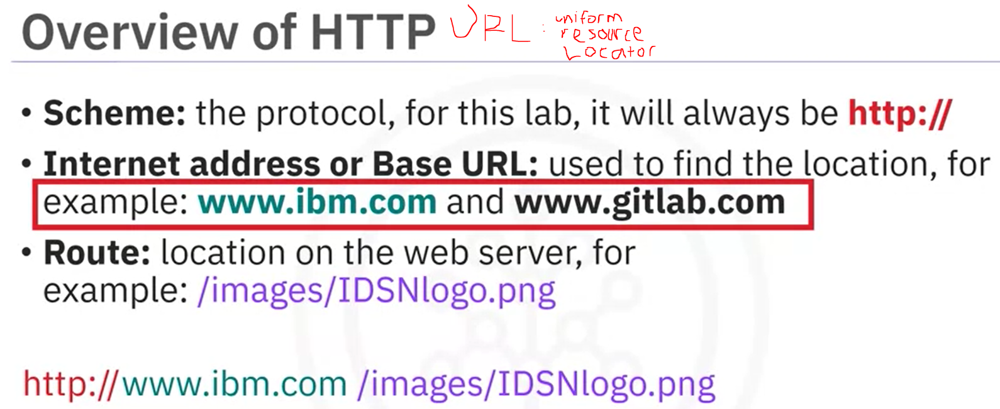 Overview of HTTP URL : uniform
resource
Locator
• Scheme: the protocol, for this lab, it will always be http://
• Internet address or Base URL: used to find the location, for
example: www.ibm.com and www.gitlab.com
• Route: location on the web server, for
example: /images/IDSNlogo.png
http://www.ibm.com /images/IDSNlogo.png